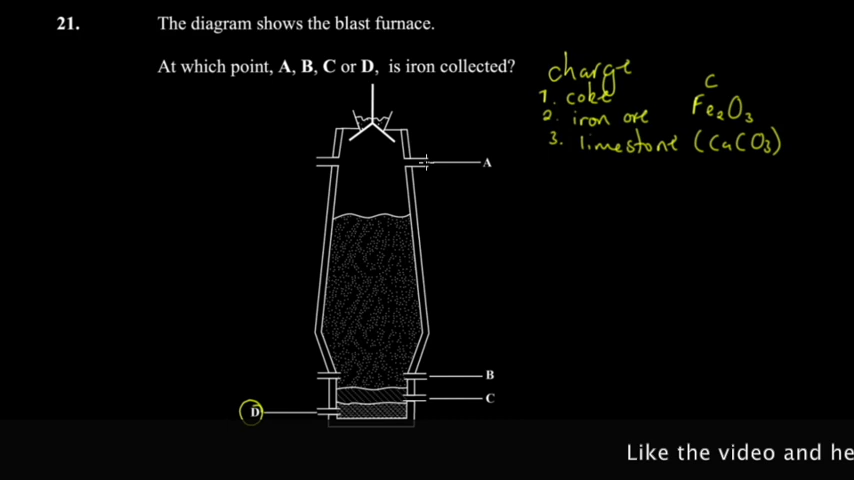 21. The diagram shows the blast furnace.
At which point, A, B, C or D, is iron collected?
charge
1. coke C
2. iron ore Fe2O3
3. limestone (CaCO3)
A
B
C
D
Like the video and he